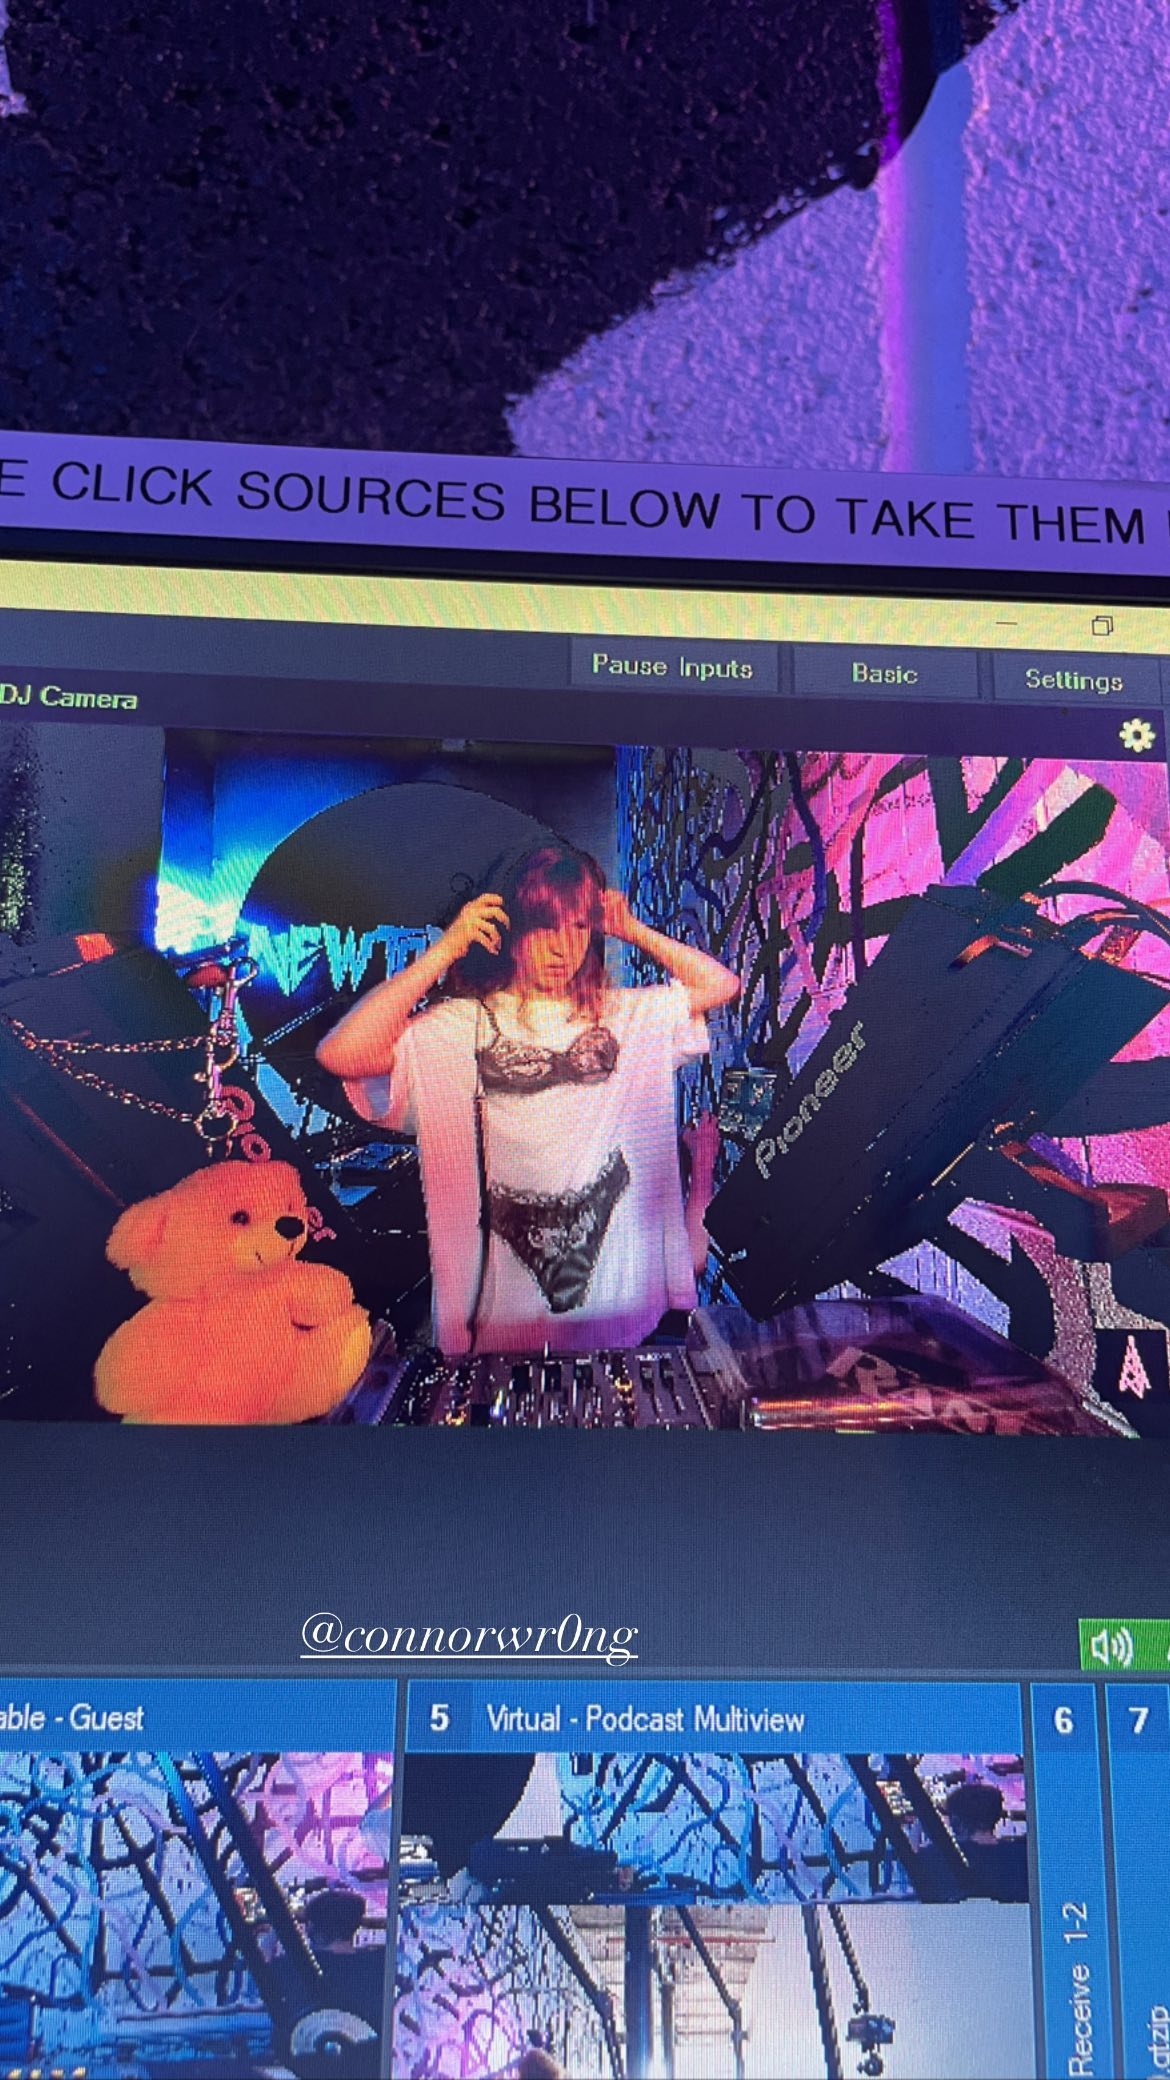 E CLICK SOURCES BELOW TO TAKE THEM
Pause Inputs
Basic
Settings
DJ Camera
NEWT
Pioneer
@connorwr0ng
able - Guest
5 Virtual - Podcast Multiview
6
7
Receive 1-2